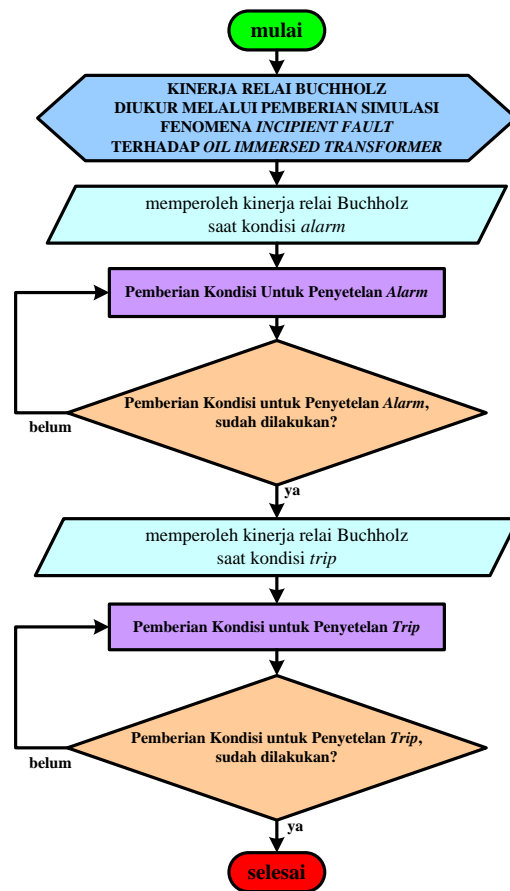 mulai
KINERJA RELAI BUCHHOLZ
DIUKUR MELALUI PEMBERIAN SIMULASI
FENOMENA INCIPIENT FAULT
TERHADAP OIL IMMERSED TRANSFORMER
memperoleh kinerja relai Buchholz
saat kondisi alarm
Pemberian Kondisi Untuk Penyetelan Alarm
Pemberian Kondisi untuk Penyetelan Alarm,
sudah dilakukan?
belum
ya
memperoleh kinerja relai Buchholz
saat kondisi trip
Pemberian Kondisi untuk Penyetelan Trip
Pemberian Kondisi untuk Penyetelan Trip,
sudah dilakukan?
belum
ya
selesai